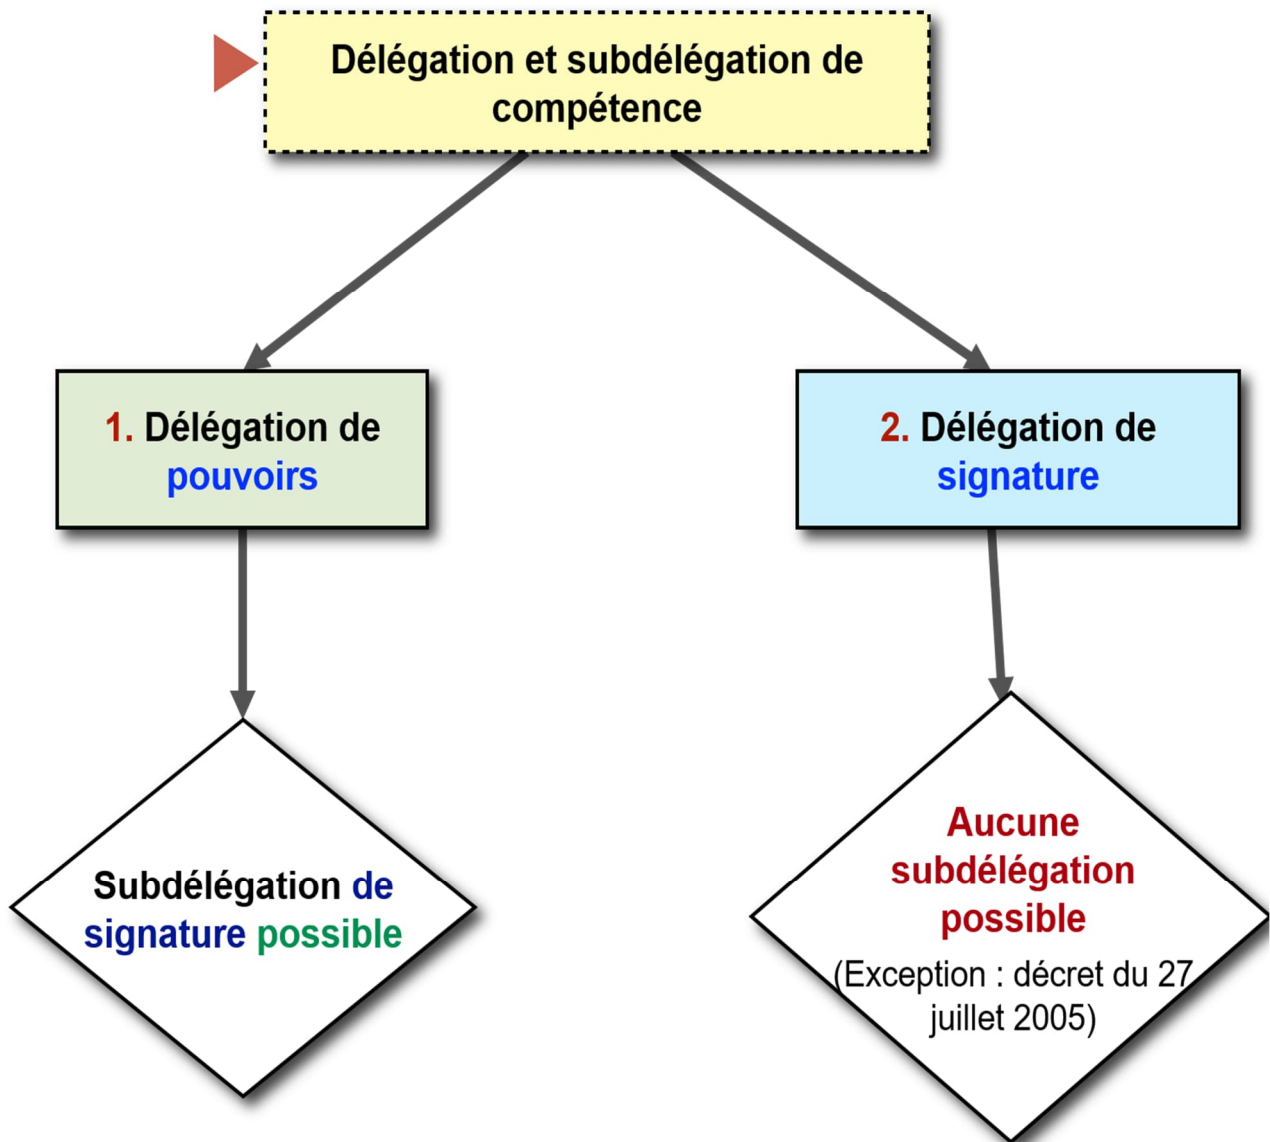 Délégation et subdélégation de
compétence
1. Délégation de
pouvoirs
2. Délégation de
signature
Subdélégation de
signature possible
Aucune
subdélégation
possible
(Exception : décret du 27
juillet 2005)